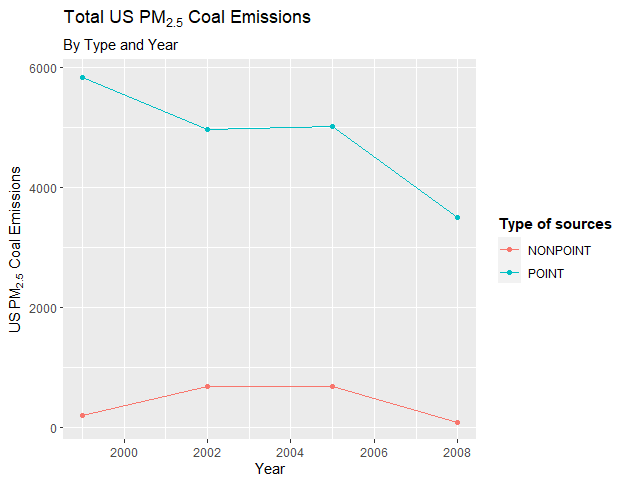 Total US PM2.5 Coal Emissions
By Type and Year
6000
4000
2000
0
US PM2.5 Coal Emissions
2000 2002 2004 2006 2008
Year
Type of sources
NONPOINT
POINT